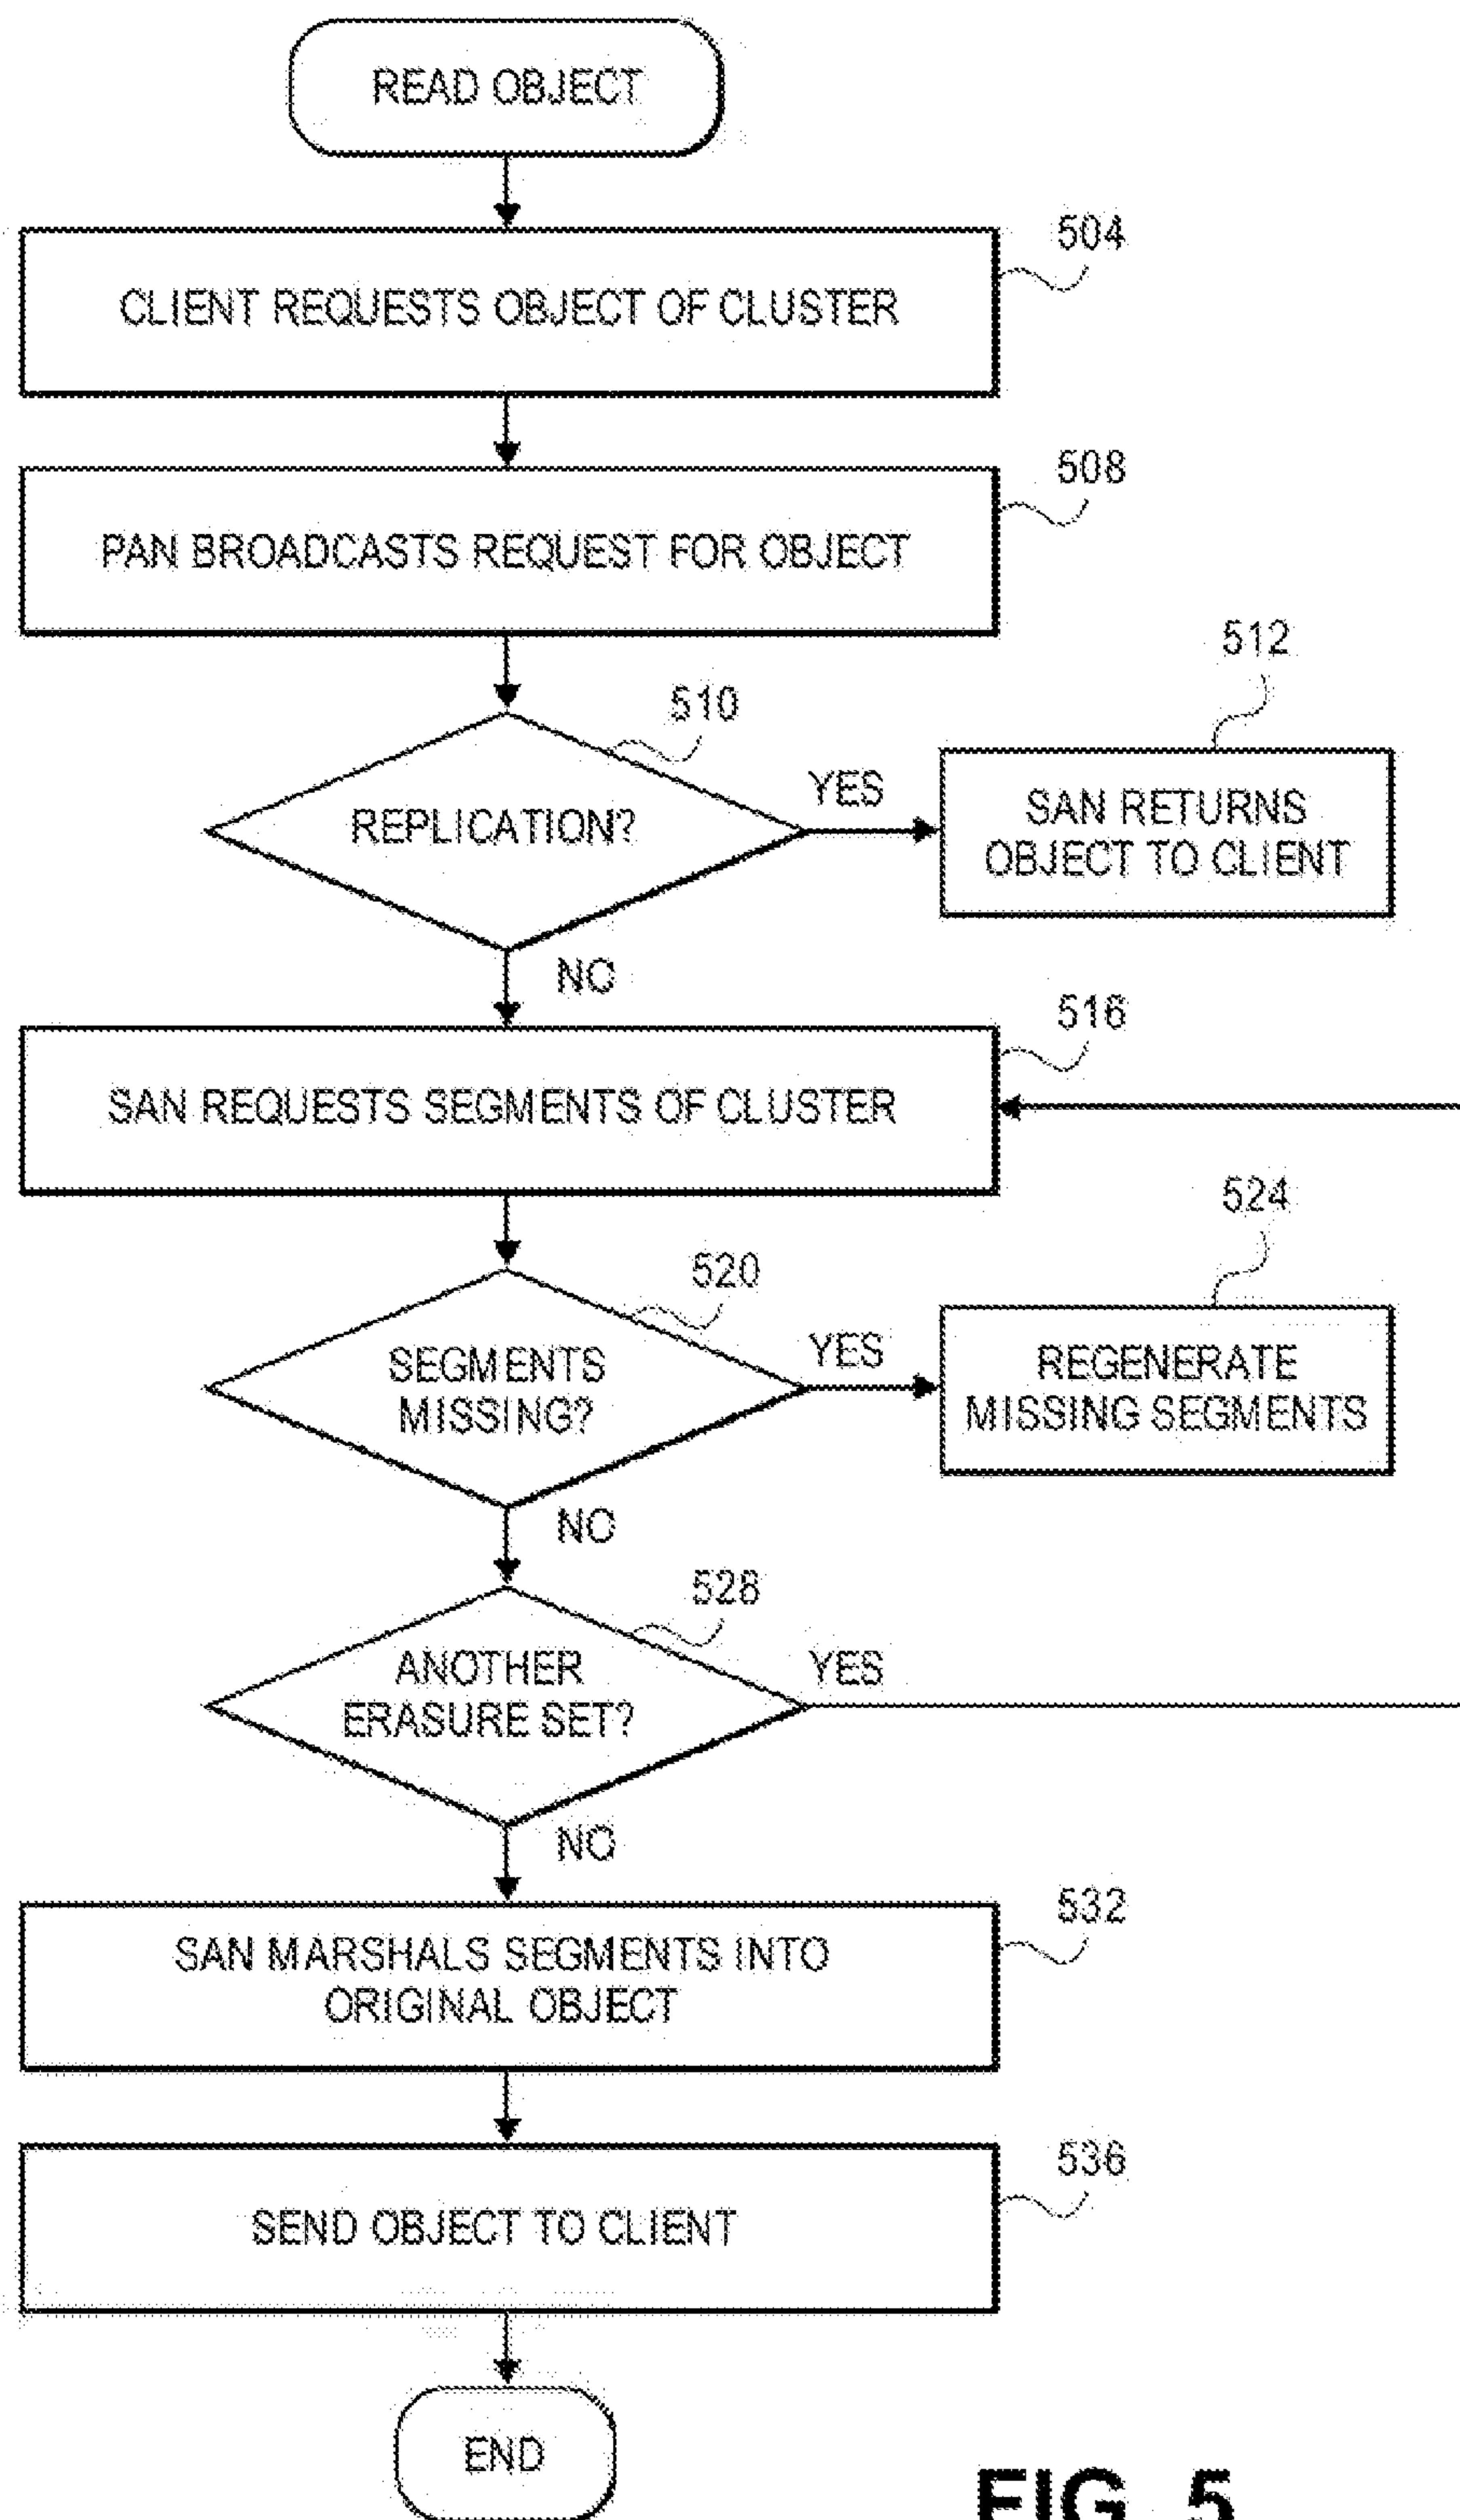 READ OBJECT
504
CLIENT REQUESTS OBJECT OF CLUSTER
508
PAN BROADCASTS REQUEST FOR OBJECT
512
510
REPLICATION?
YES
SAN RETURNS
OBJECT TO CLIENT
NO
516
SAN REQUESTS SEGMENTS OF CLUSTER
524
520
SEGMENTS
MISSING?
YES
REGENERATE
MISSING SEGMENTS
NO
528
ANOTHER
ERASURE SET?
YES
NO
532
SAN MARSHALS SEGMENTS INTO
ORIGINAL OBJECT
536
SEND OBJECT TO CLIENT
END
FIG. 5